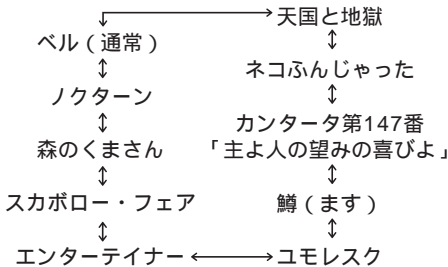 ベル（通常）
ノクターン
森のくまさん
スカボロー・フェア
エンターテイナー
天国と地獄
ネコふんじゃった
カンタータ第147番
「主よ人の望みの喜びよ」
鱒（ます）
ユモレスク